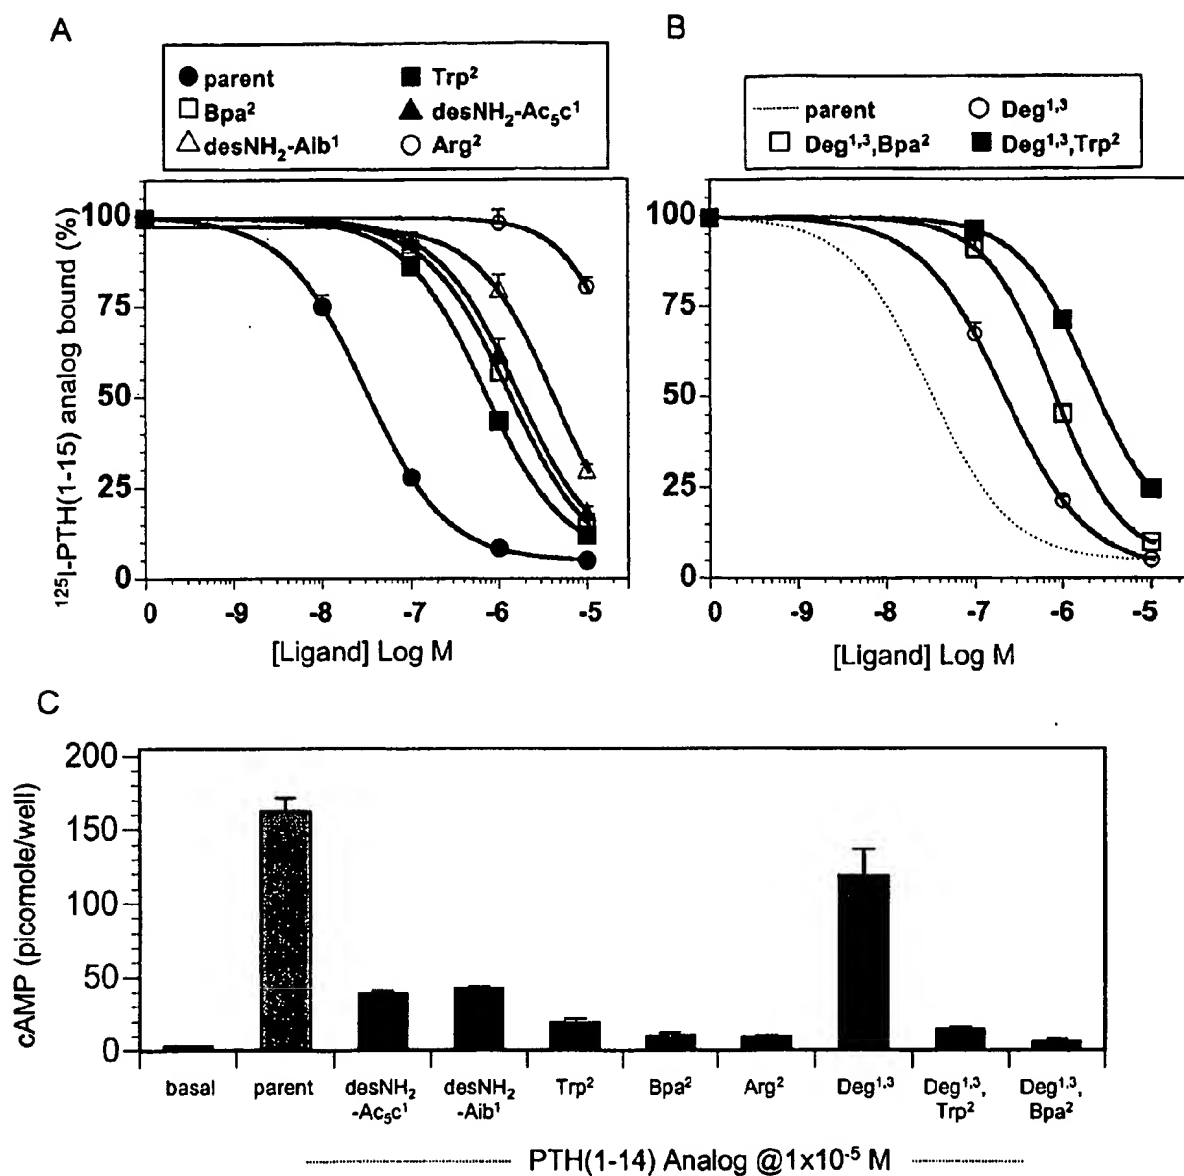 A
parent
Trp²
Bpa²
desNH₂-Ac₅c¹
desNH₂-Aib¹
Arg²
¹²⁵I-PTH(1-15) analog bound (%)
100
75
50
25
0
0 -9 -8 -7 -6 -5
[Ligand] Log M
B
parent
Deg¹,³
Deg¹,³,Bpa²
Deg¹,³,Trp²
100
75
50
25
0
0 -9 -8 -7 -6 -5
[Ligand] Log M
C
cAMP (picomole/well)
200
150
100
50
0
basal
parent
desNH₂
-Ac₅c¹
desNH₂
-Aib¹
Trp²
Bpa²
Arg²
Deg¹,³
Deg¹,³,
Trp²
Deg¹,³,
Bpa²
PTH(1-14) Analog @1x10⁻⁵ M